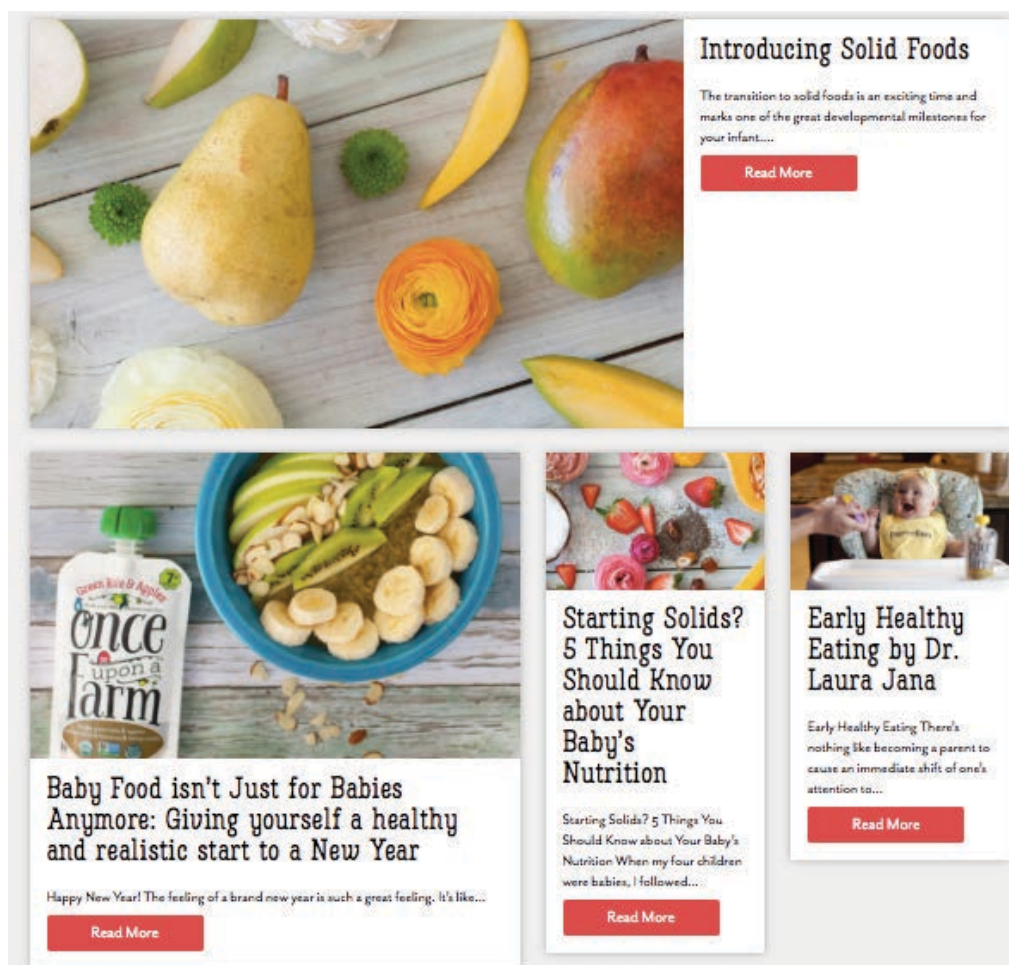 Introducing Solid Foods
The transition to solid foods is an exciting time and
marks one of the great developmental milestones for
your infant....
Read More
Green Kale & Apples
7+
Once
upon a
Farm
Baby Food isn't Just for Babies
Anymore: Giving yourself a healthy
and realistic start to a New Year
Happy New Year! The feeling of a brand new year is such a great feeling. It's like...
Read More
Starting Solids?
5 Things You
Should Know
about Your
Baby's
Nutrition
Starting Solids? 5 Things You
Should Know about Your Baby's
Nutrition When my four children
were babies, I followed...
Read More
Early Healthy
Eating by Dr.
Laura Jana
Early Healthy Eating There's
nothing like becoming a parent to
cause an immediate shift of one's
attention to...
Read More